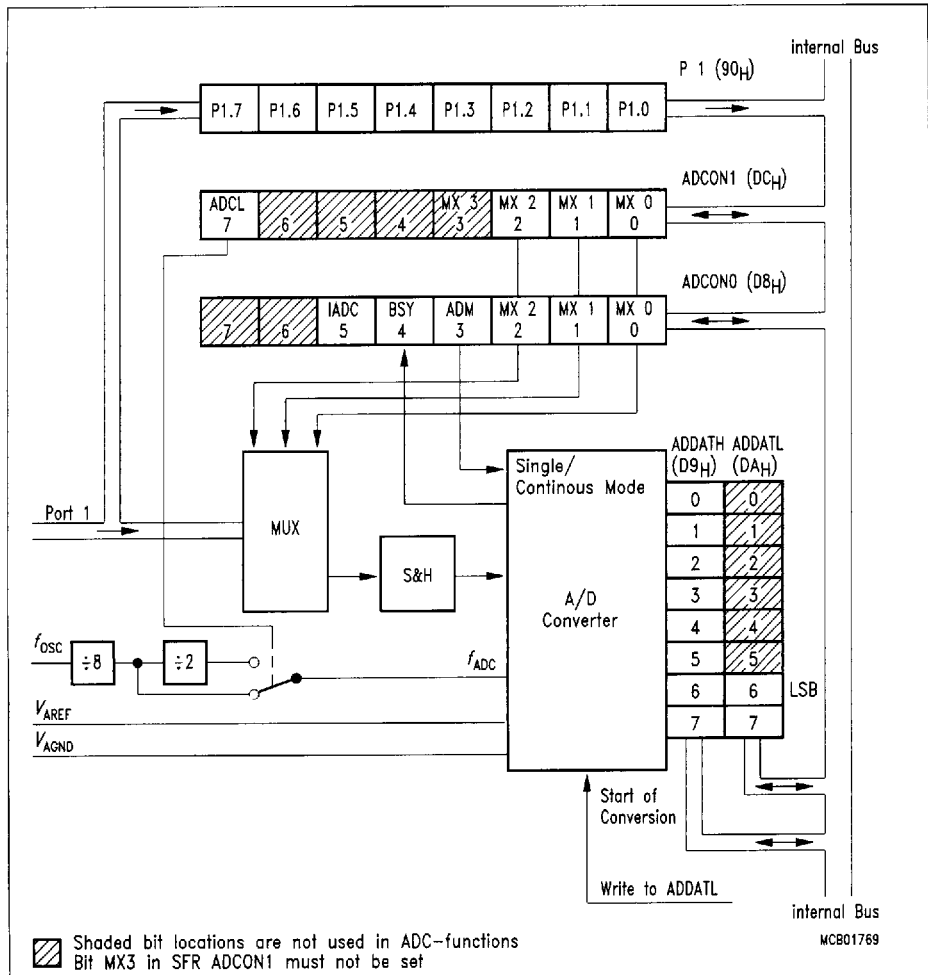 internal Bus
P 1 (90H)
P1.7 P1.6 P1.5 P1.4 P1.3 P1.2 P1.1 P1.0
ADCON1 (DCH)
ADCL MX 3 MX 2 MX 1 MX 0
7 6 5 4 3 2 1 0
ADCON0 (D8H)
IADC BSY ADM MX 2 MX 1 MX 0
7 6 5 4 3 2 1 0
ADDATH ADDATL
(D9H) (DAH)
Single/
Continous Mode
0 0
1 1
2 2
3 3
4 4
5 5
6 6 LSB
7 7
Port 1
MUX
S&H
A/D
Converter
fOSC
÷8
÷2
fADC
VAREF
VAGND
Start of
Conversion
Write to ADDATL
internal Bus
MCB01769
Shaded bit locations are not used in ADC-functions
Bit MX3 in SFR ADCON1 must not be set